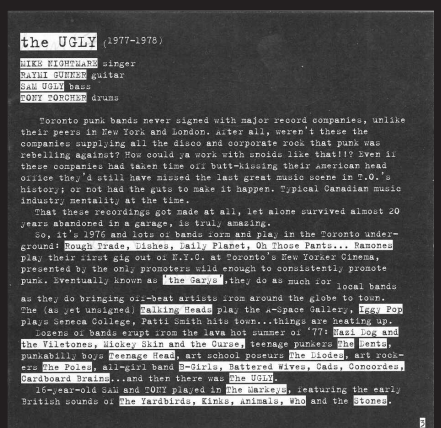 the UGLY (1977-1978)
MIKE NIGHTMARE singer
RAYMI GUNNER guitar
SAM UGLY bass
TONY TORCHER drums
Toronto punk bands never signed with major record companies, unlike
their peers in New York and London. After all, weren't these the
companies supplying all the disco and corporate rock that punk was
rebelling against? How could ya work with snoids like that!!? Even if
these companies had taken time off butt-kissing their American head
office they'd still have missed the last great music scene in T.O.'s
history; or not had the guts to make it happen. Typical Canadian music
industry mentality at the time.
That these recordings got made at all, let alone survived almost 20
years abandoned in a garage, is truly amazing.
So, it's 1976 and lots of bands form and play in the Toronto under-
ground: Rough Trade, Dishes, Daily Planet, Oh Those Pants... Ramones
play their first gig out of N.Y.C. at Toronto's New Yorker Cinema,
presented by the only promoters will enough to consistently promote
punk. Eventually known as 'the Garys', they do as much for local bands
as they do bringing off-beat artists from around the globe to town.
The (as yet unsigned) Talking Heads play the A-Space Gallery, Iggy Pop
plays Seneca College, Patti Smith hits town...things are heating up.
Dosens of bands erupt from the lava hot summer of '77: Nazi Dog and
the Viletones, Mickey Skin and the Curse, teenage punkers The Dents,
punkabilly boys Teenage Head, art school poseurs The Diodes, art rock-
ers The Poles, all-girl band B-Girls, Battered Wives, Cads, Concordes,
Cardboard Brains...and then there was The UGLY.
16-year-old SAM and TONY played in The Markeys, featuring the early
British sounds of The Yardbirds, Kinks, Animals, Who and the Stones.